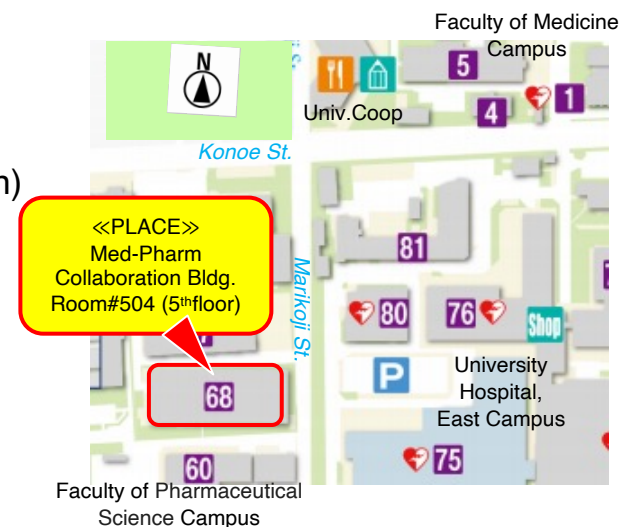 Faculty of Medicine
Campus
N
5
4
1
Univ.Coop
Konoe St.
≪PLACE≫
Med-Pharm
Collaboration Bldg.
Room#504 (5thfloor)
Marikoji St.
81
80
76
Shop
P
University
Hospital,
East Campus
68
75
60
Faculty of Pharmaceutical
Science Campus